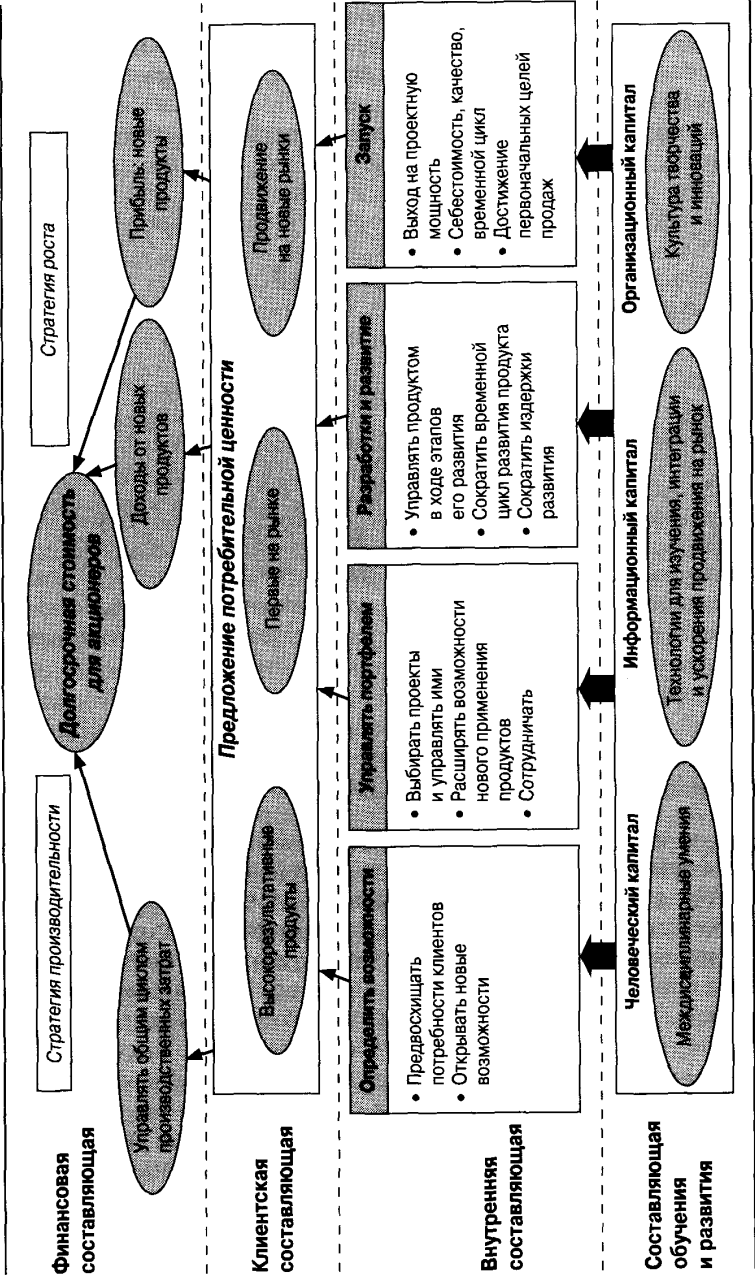 Финансовая
составляющая
Стратегия производительности
Стратегия роста
Долгосрочная стоимость
для акционеров
Управлять общим циклом
производственных затрат
Доходы от новых
продуктов
Прибыль: новые
продукты
Клиентская
составляющая
Предложение потребительной ценности
Высокорезультативные
продукты
Первые на рынке
Продвижение
на новые рынки
Внутренняя
составляющая
Определить возможности
• Предвосхищать
потребности клиентов
• Открывать новые
возможности
Управлять портфелем
• Выбирать проекты
и управлять ими
• Расширять возможности
нового применения
продуктов
• Сотрудничать
Разработки и развитие
• Управлять продуктом
в ходе этапов
его развития
• Сократить временной
цикл развития продукта
• Сократить издержки
развития
Запуск
• Выход на проектную
мощность
• Себестоимость, качество,
временной цикл
• Достижение
первоначальных целей
продаж
Составляющая
обучения
и развития
Человеческий капитал
Междисциплинарные умения
Информационный капитал
Технологии для изучения, интеграции
и ускорения продвижения на рынок
Организационный капитал
Культура творчества
и инноваций